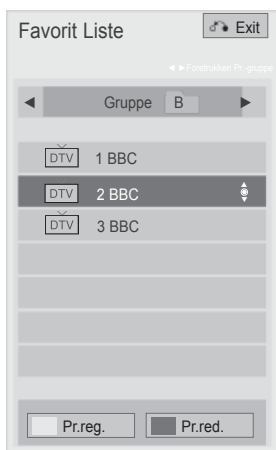 Favorit Liste
Exit
◄ ►Foretrukken Pr.-gruppe
◄ Gruppe B ►
DTV 1 BBC
DTV 2 BBC
DTV 3 BBC
Pr.reg. Pr.red.